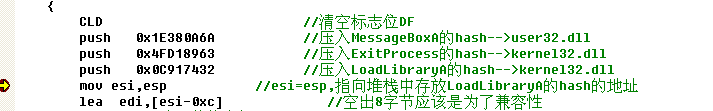 {
CLD //清空标志位DF
push 0x1E380A6A //压入MessageBoxA的hash-->user32.dll
push 0x4FD18963 //压入ExitProcess的hash-->kernel32.dll
push 0x0C917432 //压入LoadLibraryA的hash-->kernel32.dll
mov esi,esp //esi=esp,指向堆栈中存放LoadLibraryA的hash的地址
lea edi,[esi-0xc] //空出8字节应该是为了兼容性